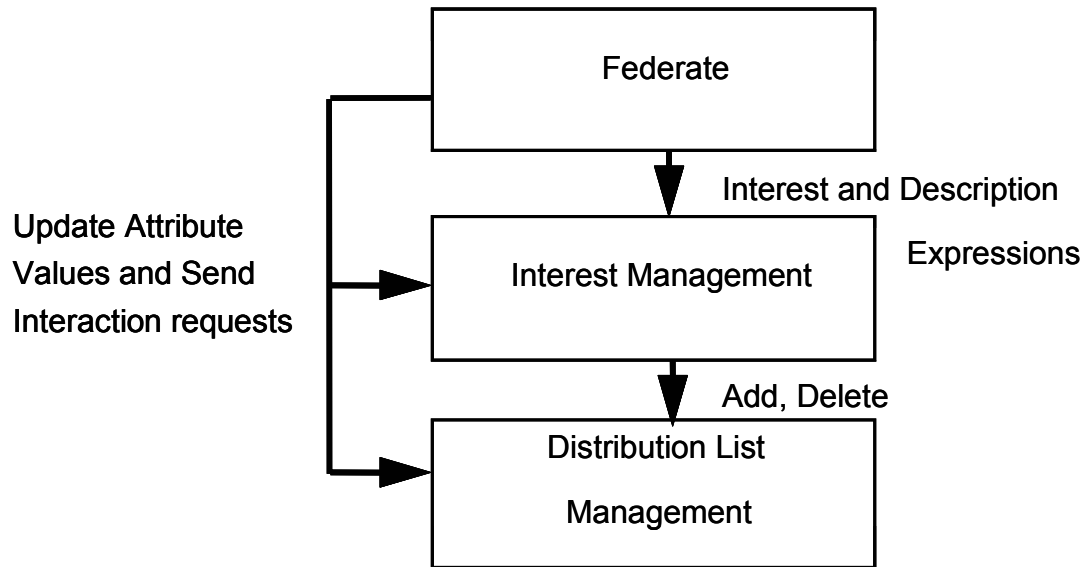 Federate
Interest and Description
Expressions
Update Attribute
Values and Send
Interaction requests
Interest Management
Add, Delete
Distribution List
Management